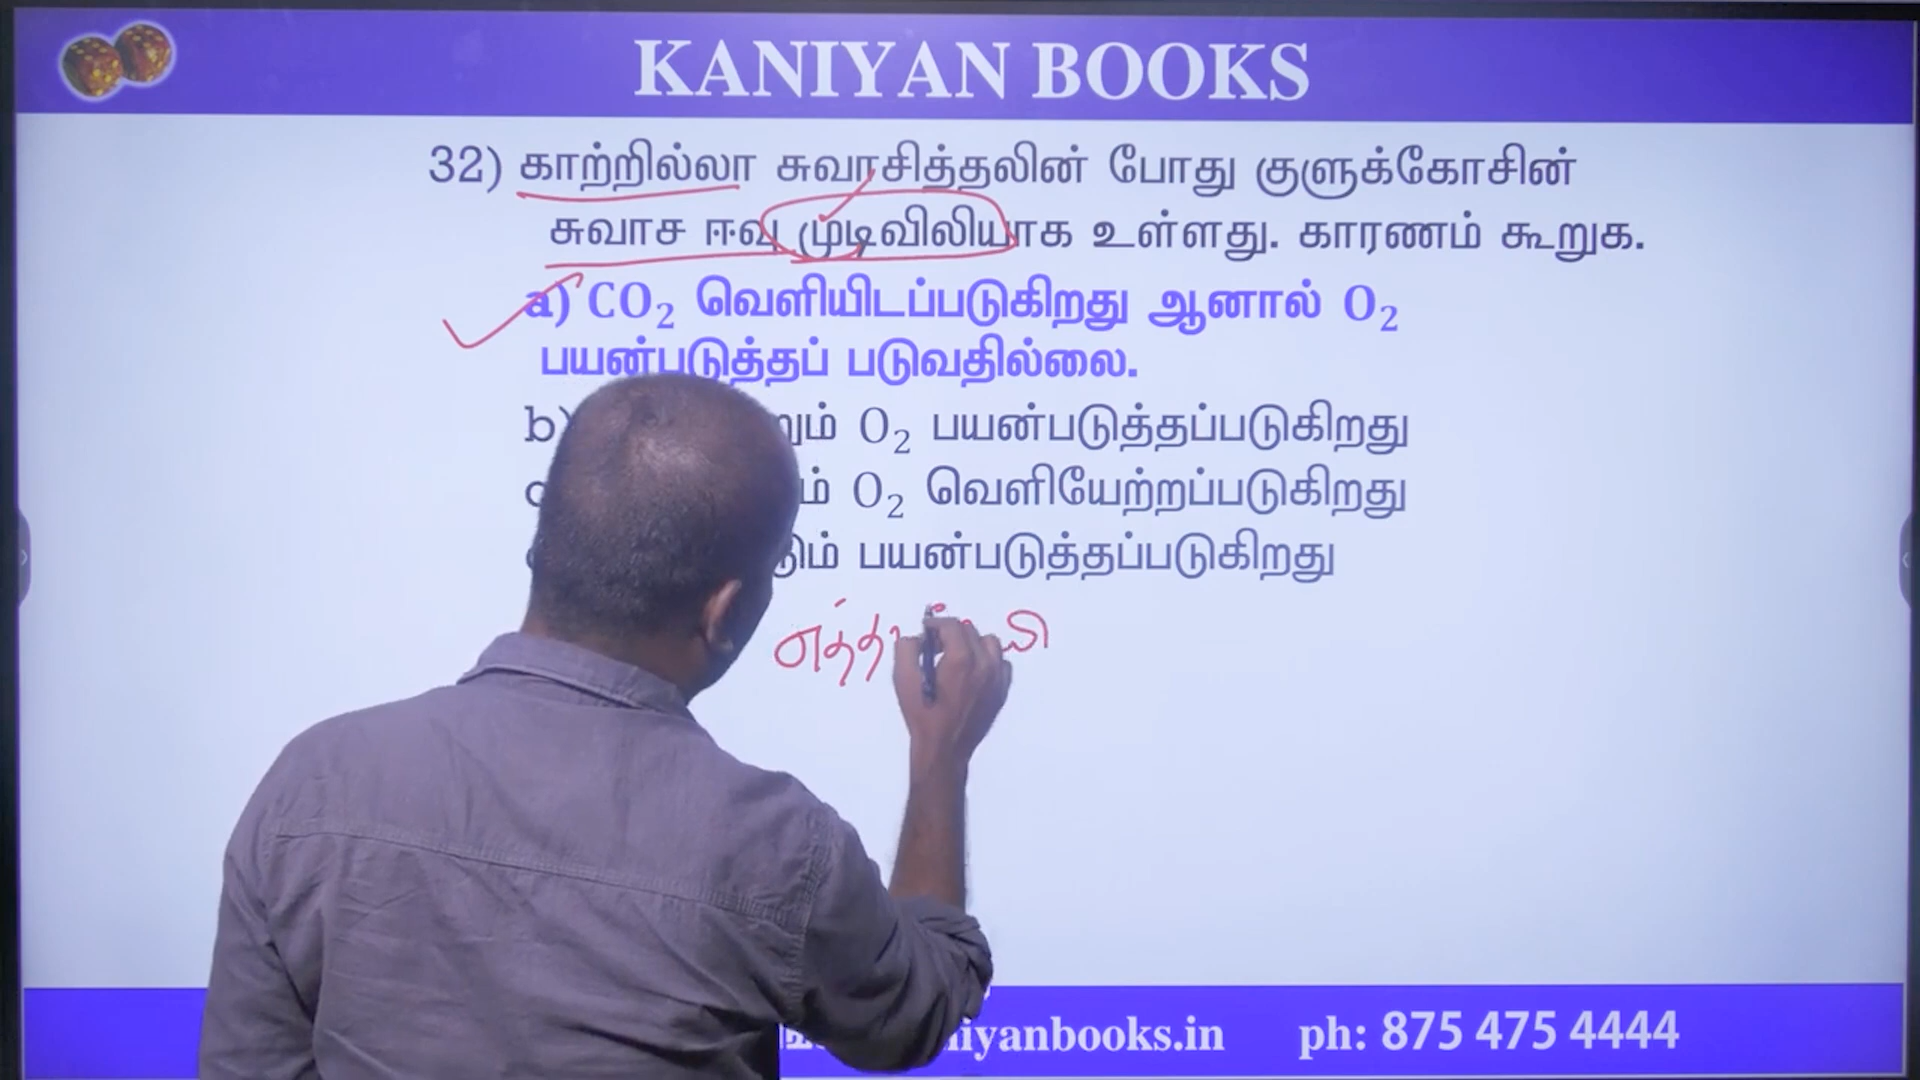 KANIYAN BOOKS
32) காற்றில்லா சுவாசித்தலின் போது குளுக்கோசின்
சுவாச ஈவு முடிவிலியாக உள்ளது. காரணம் கூறுக.
a) CO₂ வெளியிடப்படுகிறது ஆனால் O₂
பயன்படுத்தப் படுவதில்லை.
b) O₂ பயன்படுத்தப்படுகிறது
O₂ வெளியேற்றப்படுகிறது
பயன்படுத்தப்படுகிறது
ph: 875 475 4444